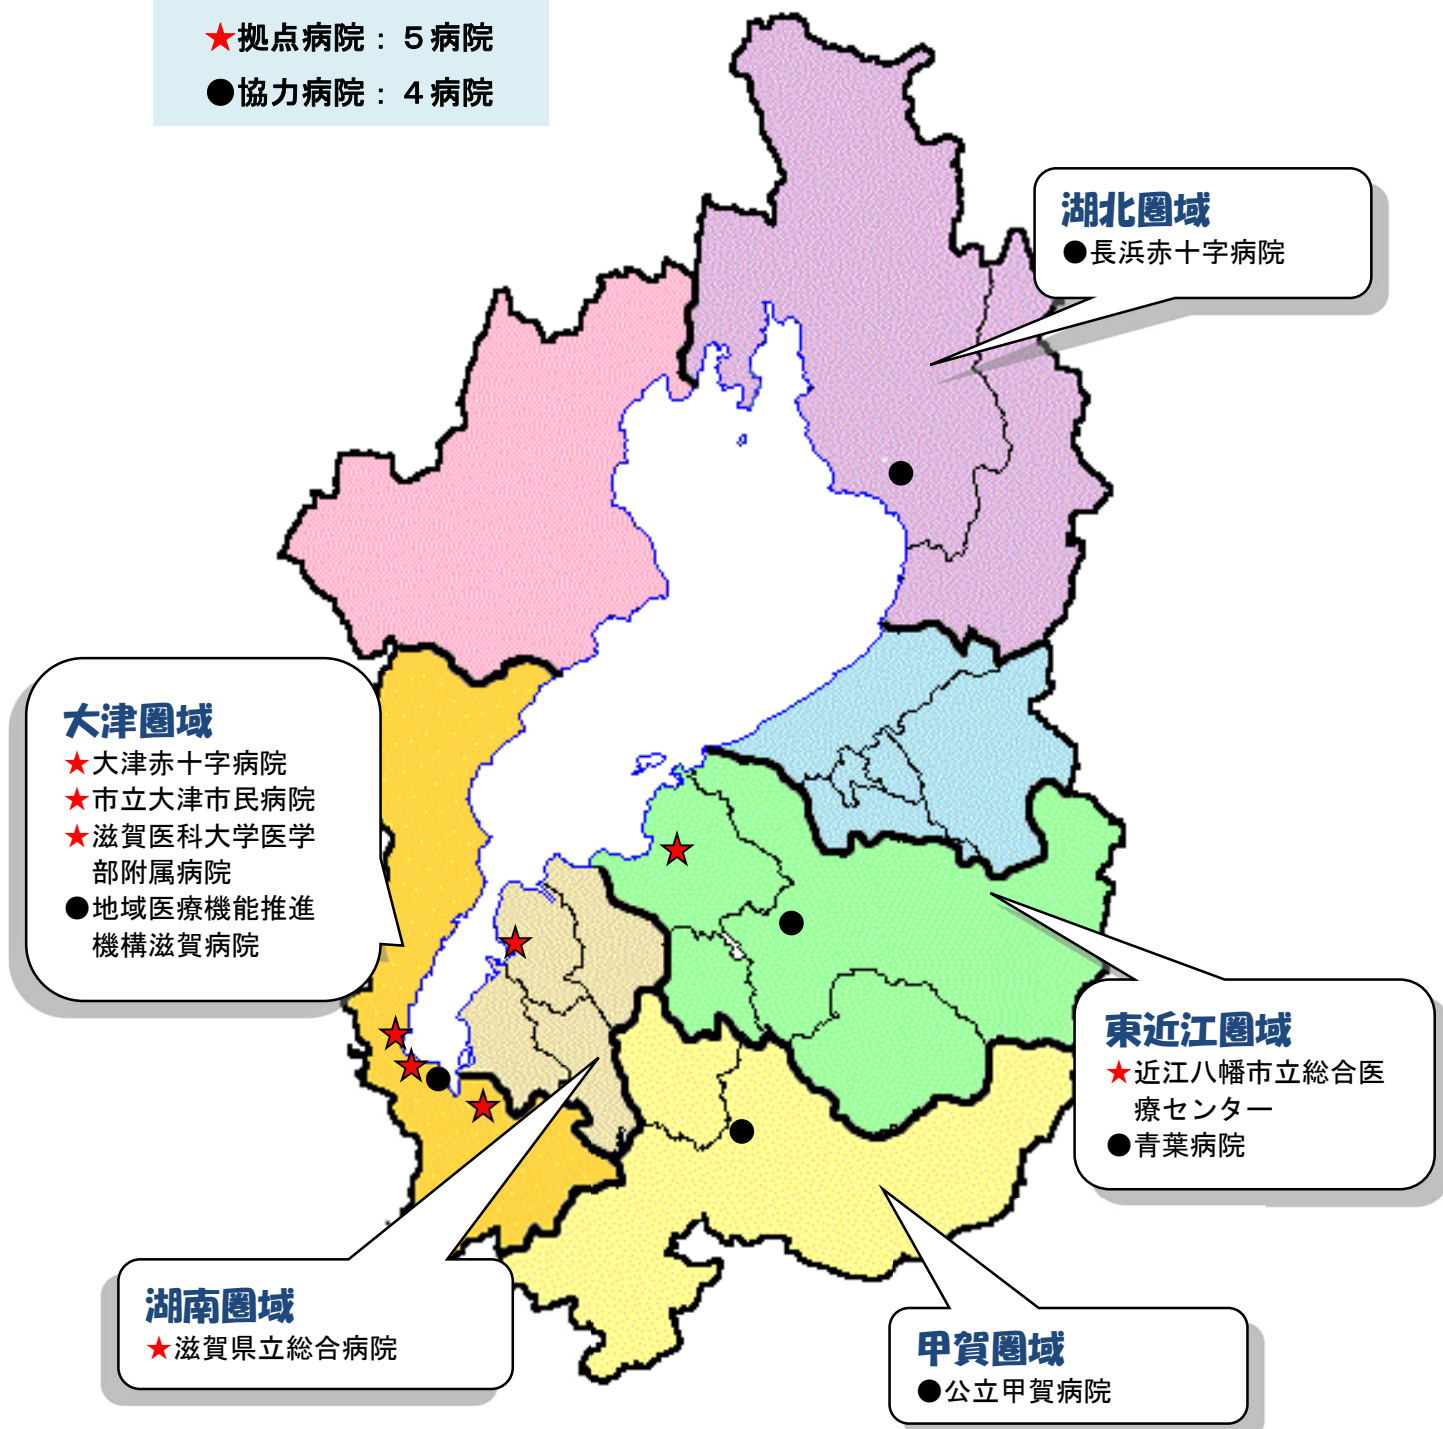 ★拠点病院：５病院
●協力病院：４病院
湖北圏域
●長浜赤十字病院
大津圏域
★大津赤十字病院
★市立大津市民病院
★滋賀医科大学医学
部附属病院
●地域医療機能推進
機構滋賀病院
東近江圏域
★近江八幡市立総合医
療センター
●青葉病院
湖南圏域
★滋賀県立総合病院
甲賀圏域
●公立甲賀病院